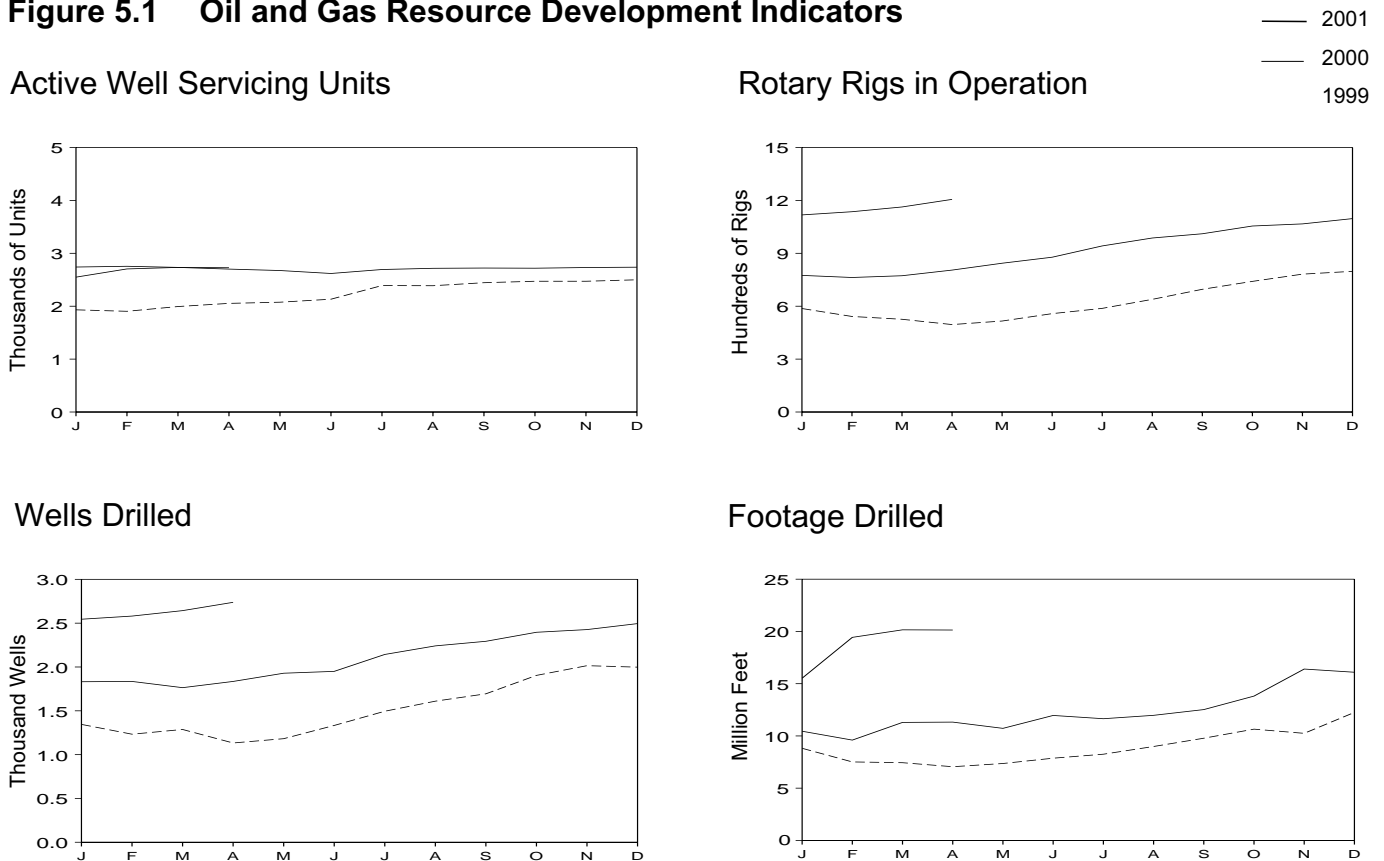 Figure 5.1 Oil and Gas Resource Development Indicators
2001
2000
1999
Active Well Servicing Units
Thousands of Units
5
4
3
2
1
0
J F M A M J J A S O N D
Rotary Rigs in Operation
Hundreds of Rigs
15
12
9
6
3
0
J F M A M J J A S O N D
Wells Drilled
Thousand Wells
3.0
2.5
2.0
1.5
1.0
0.5
0.0
J F M A M J J A S O N D
Footage Drilled
Million Feet
25
20
15
10
5
0
J F M A M J J A S O N D